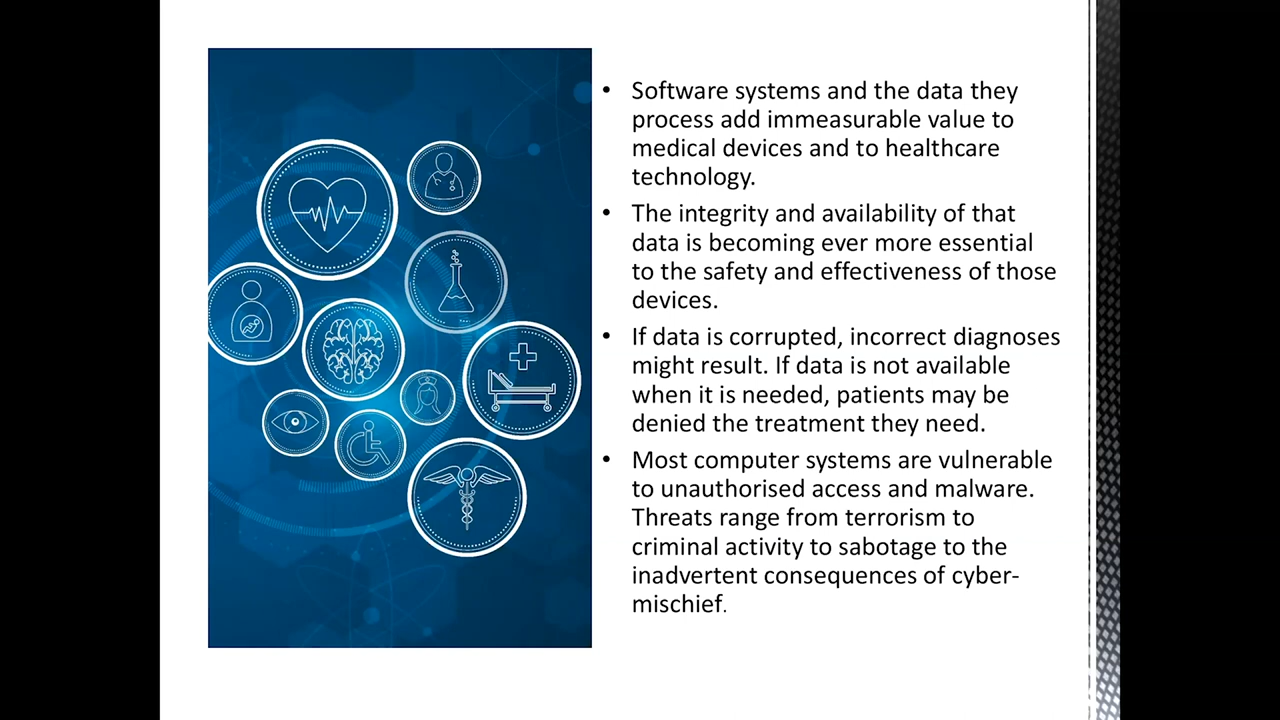 • Software systems and the data they
process add immeasurable value to
medical devices and to healthcare
technology.
• The integrity and availability of that
data is becoming ever more essential
to the safety and effectiveness of those
devices.
• If data is corrupted, incorrect diagnoses
might result. If data is not available
when it is needed, patients may be
denied the treatment they need.
• Most computer systems are vulnerable
to unauthorised access and malware.
Threats range from terrorism to
criminal activity to sabotage to the
inadvertent consequences of cyber-
mischief.